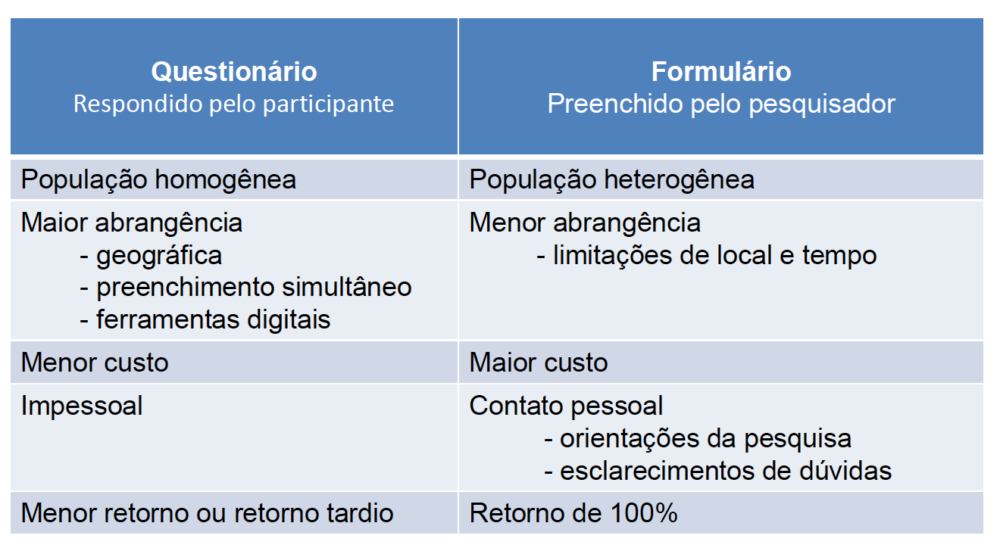 Questionário
Respondido pelo participante
Formulário
Preenchido pelo pesquisador
População homogênea
População heterogênea
Maior abrangência
- geográfica
- preenchimento simultâneo
- ferramentas digitais
Menor abrangência
- limitações de local e tempo
Menor custo
Maior custo
Impessoal
Contato pessoal
- orientações da pesquisa
- esclarecimentos de dúvidas
Menor retorno ou retorno tardio
Retorno de 100%